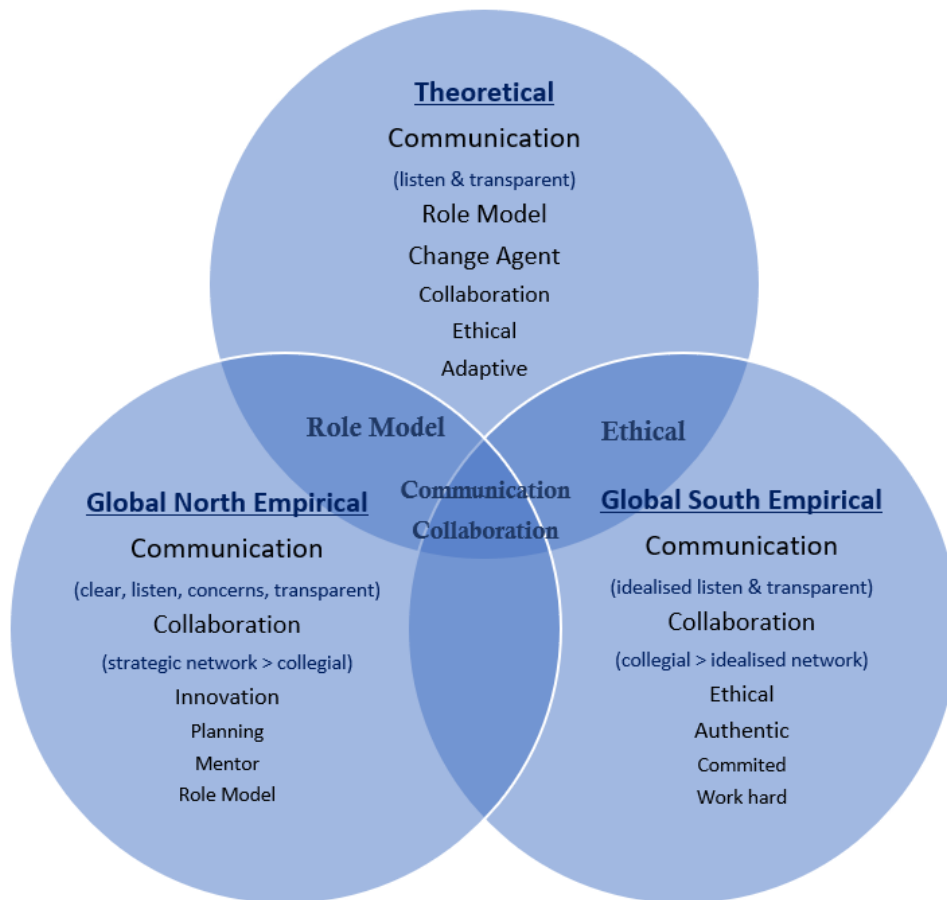 Theoretical
Communication
(listen & transparent)
Role Model
Change Agent
Collaboration
Ethical
Adaptive
Role Model
Ethical
Communication
Collaboration
Global North Empirical
Communication
(clear, listen, concerns, transparent)
Collaboration
(strategic network > collegial)
Innovation
Planning
Mentor
Role Model
Global South Empirical
Communication
(idealised listen & transparent)
Collaboration
(collegial > idealised network)
Ethical
Authentic
Commited
Work hard